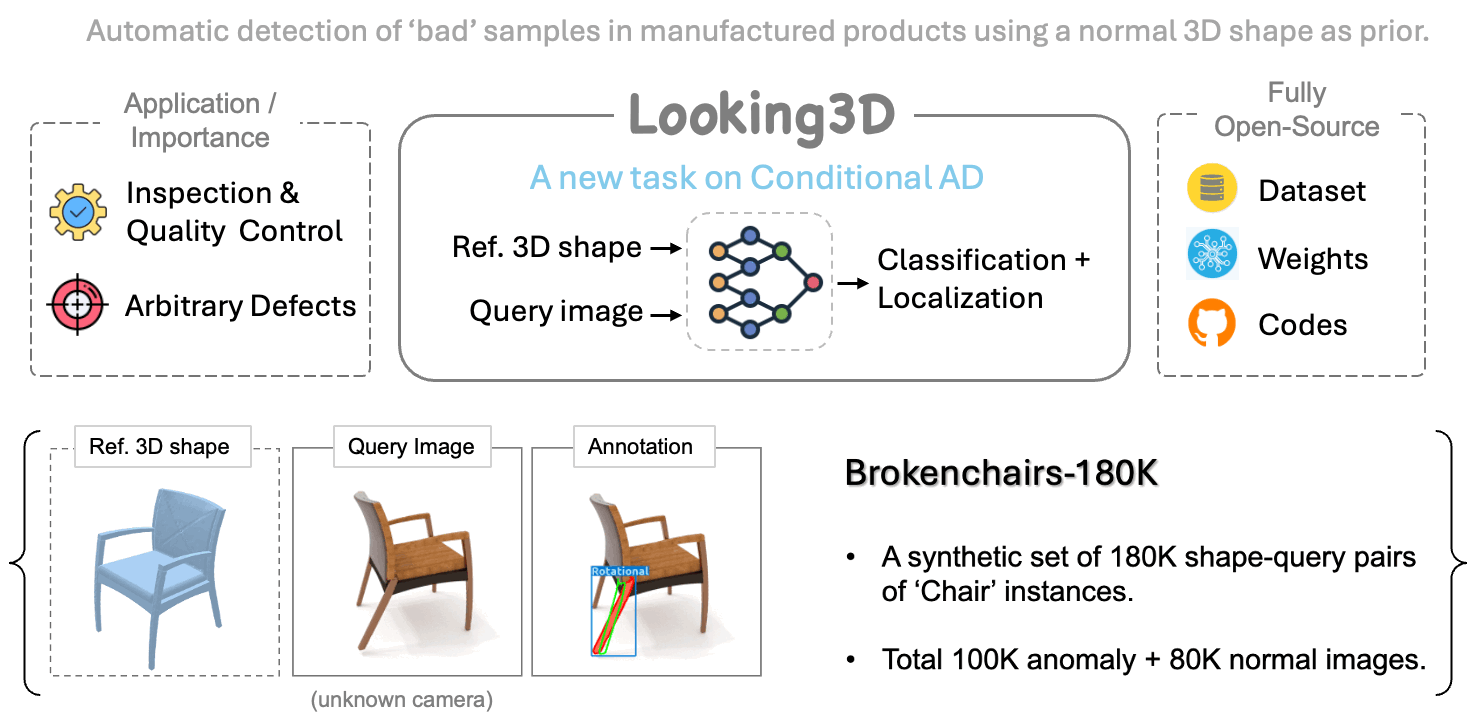 Automatic detection of ‘bad’ samples in manufactured products using a normal 3D shape as prior.
Application /
Importance
Inspection &
Quality Control
Arbitrary Defects
Looking3D
A new task on Conditional AD
Ref. 3D shape
Query image
Classification +
Localization
Fully
Open-Source
Dataset
Weights
Codes
Ref. 3D shape
Query Image
(unknown camera)
Annotation
Rotational
Brokenchairs-180K
• A synthetic set of 180K shape-query pairs
of ‘Chair’ instances.
• Total 100K anomaly + 80K normal images.